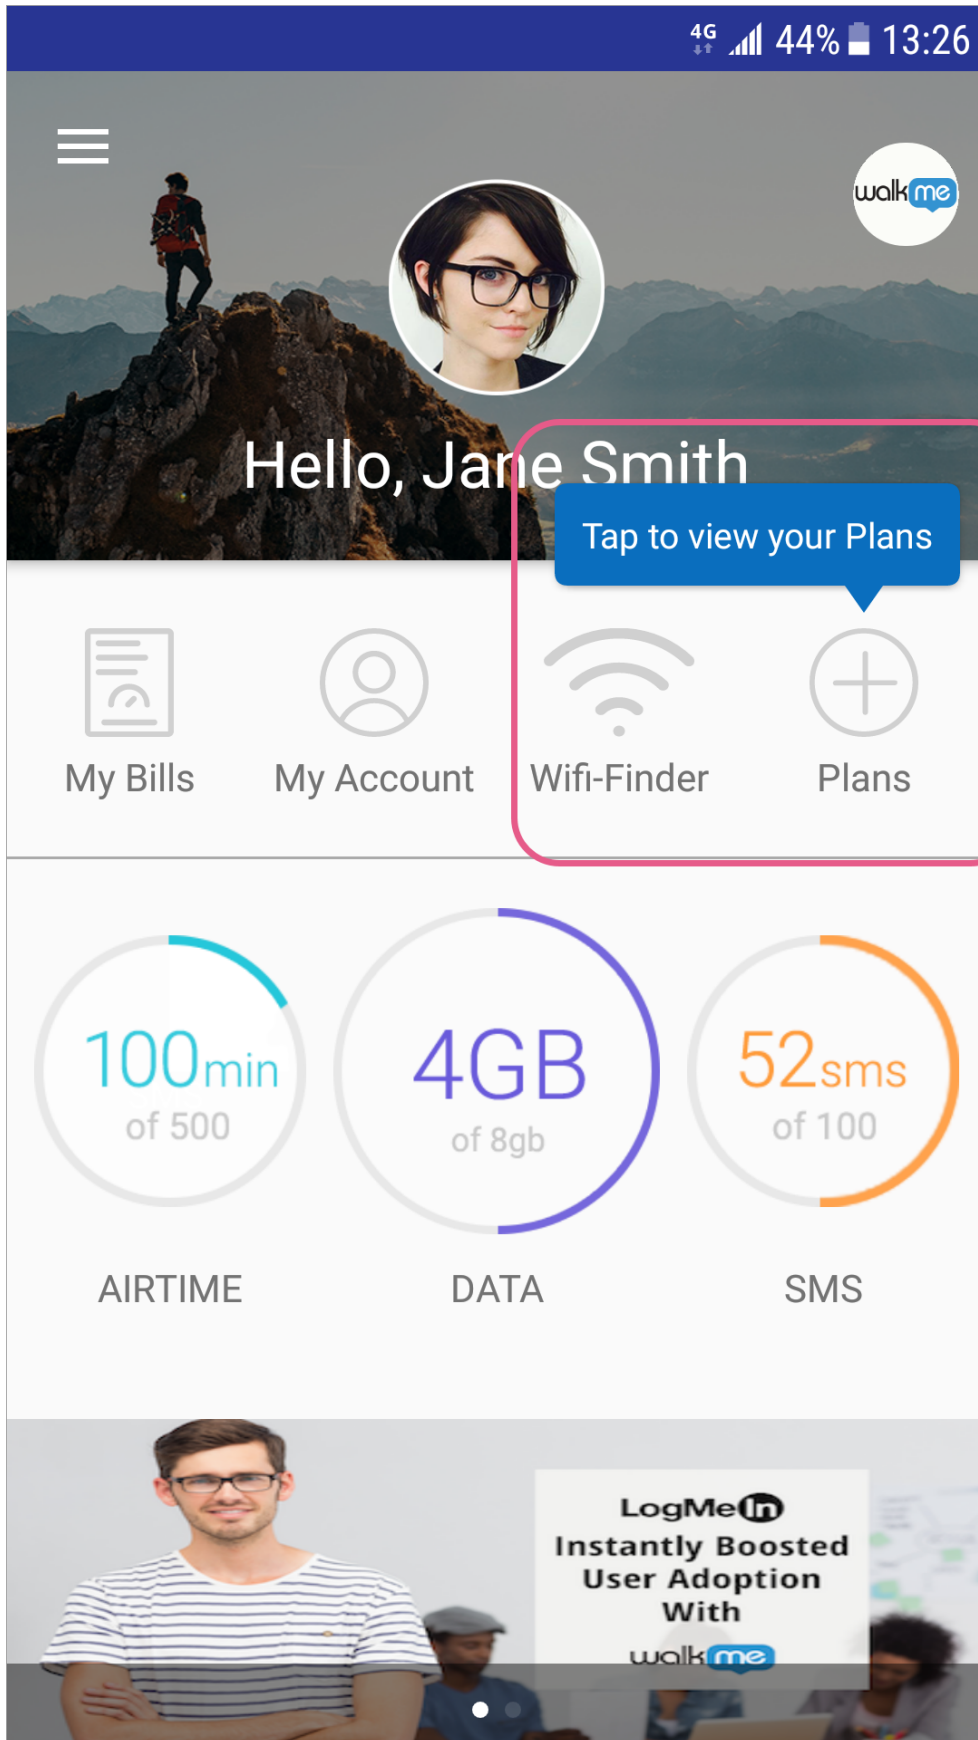 4G 44% 13:26
walkme
Hello, Jane Smith
Tap to view your Plans
My Bills My Account Wifi-Finder Plans
100min 4GB 52sms
of 500 of 8gb of 100
AIRTIME DATA SMS
LogMeIn
Instantly Boosted
User Adoption
With
walkme